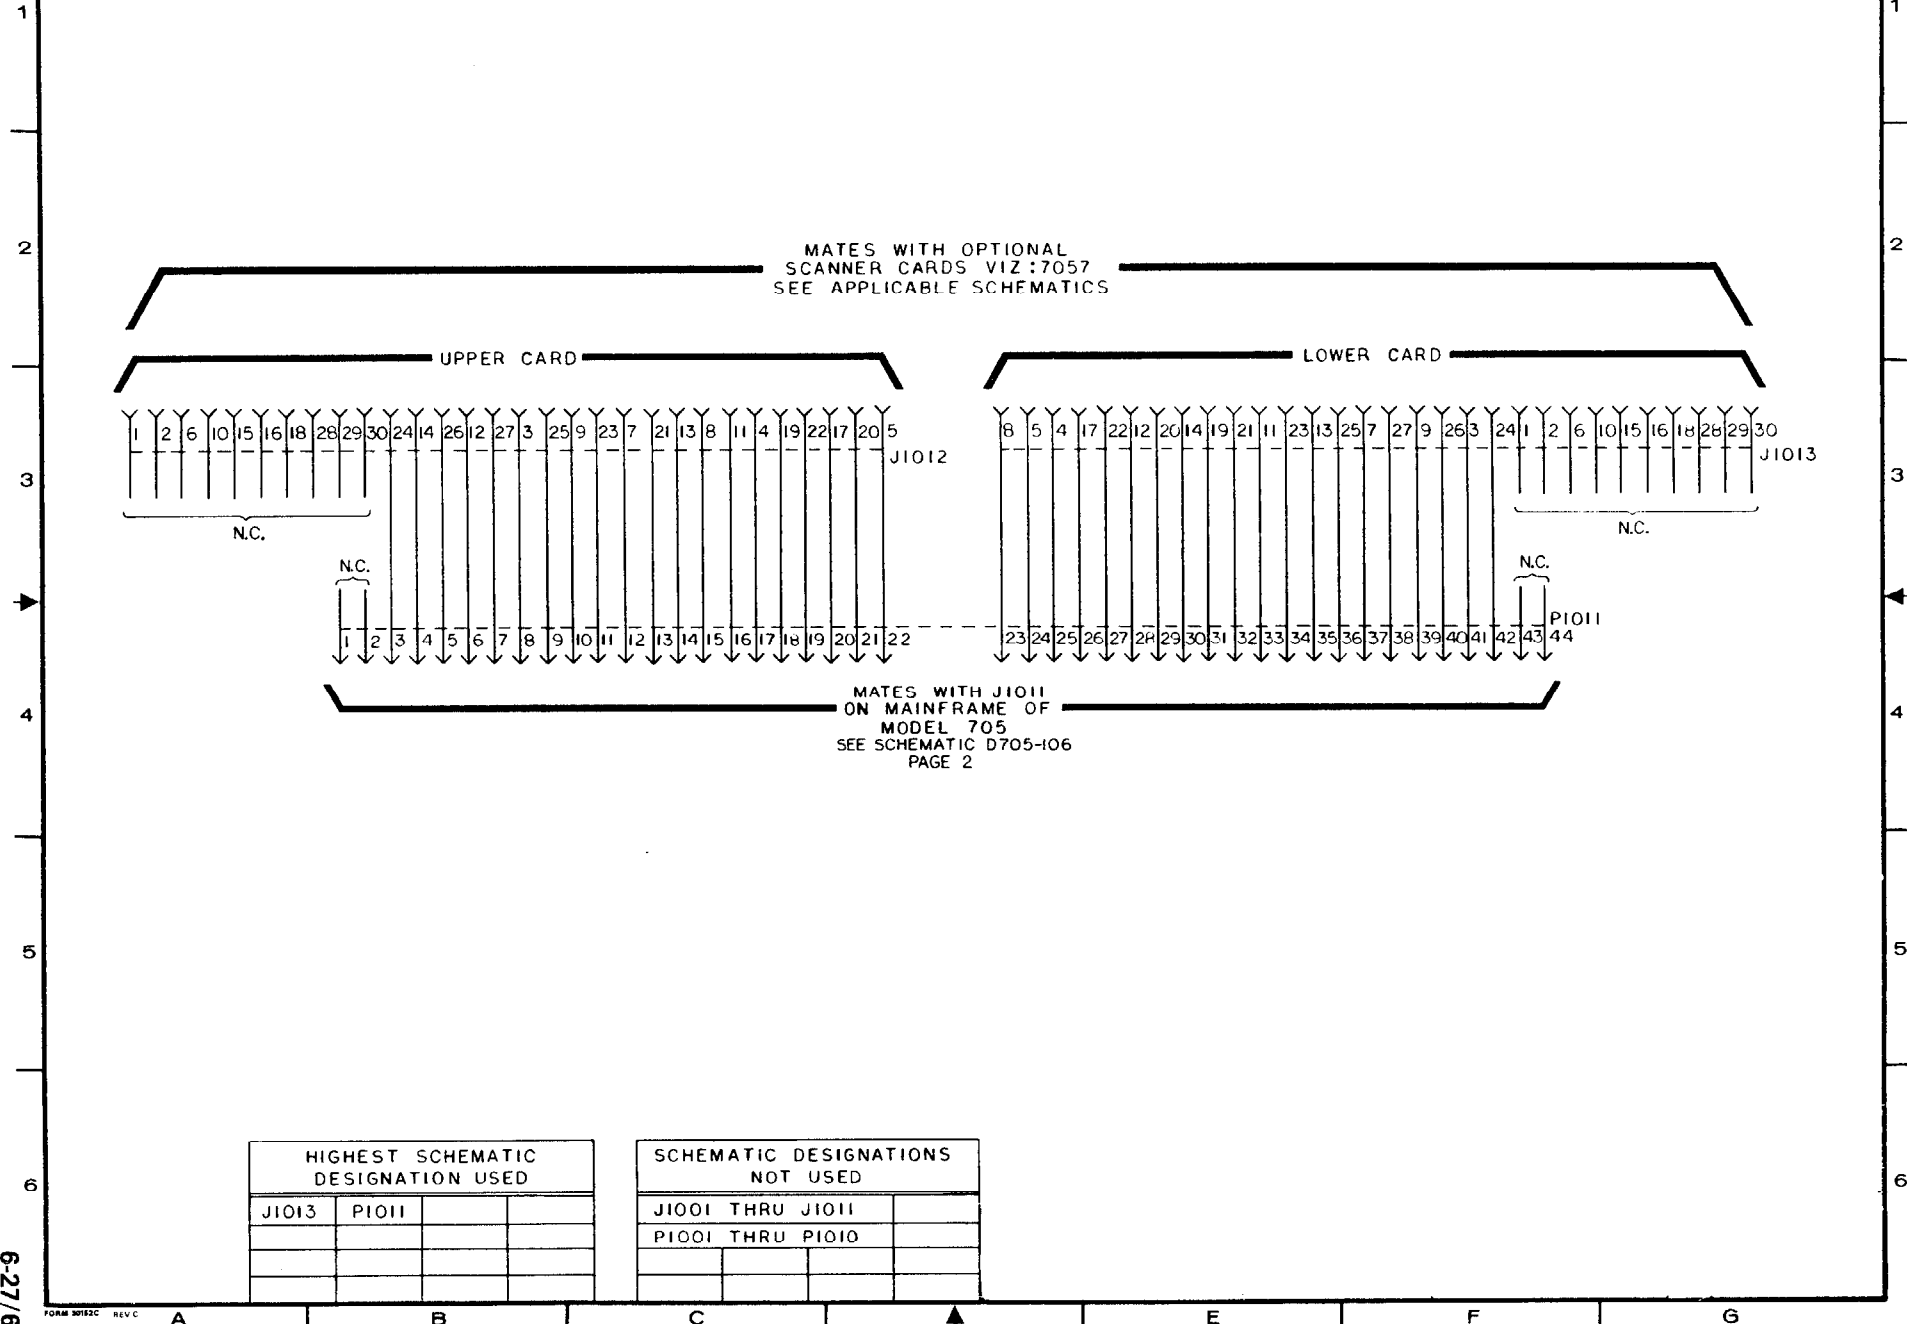 1
1
2
2
MATES WITH OPTIONAL
SCANNER CARDS VIZ:7057
SEE APPLICABLE SCHEMATICS
UPPER CARD
LOWER CARD
1 2 6 10 15 16 18 28 29 30 24 14 26 12 27 3 25 9 23 7 21 13 8 11 4 19 22 17 20 5
J1012
8 5 4 17 22 12 20 14 19 21 11 23 13 25 7 27 9 26 3 24 1 2 6 10 15 16 18 28 29 30
J1013
3
3
N.C.
N.C.
N.C.
N.C.
P1011
1 2 3 4 5 6 7 8 9 10 11 12 13 14 15 16 17 18 19 20 21 22
23 24 25 26 27 28 29 30 31 32 33 34 35 36 37 38 39 40 41 42 43 44
4
4
MATES WITH J1011
ON MAINFRAME OF
MODEL 705
SEE SCHEMATIC D705-106
PAGE 2
5
5
6
6
HIGHEST SCHEMATIC
DESIGNATION USED
J1013 P1011
SCHEMATIC DESIGNATIONS
NOT USED
J1001 THRU J1011
P1001 THRU P1010
6-27/6
FORM 30152C REV C
A B C E F G